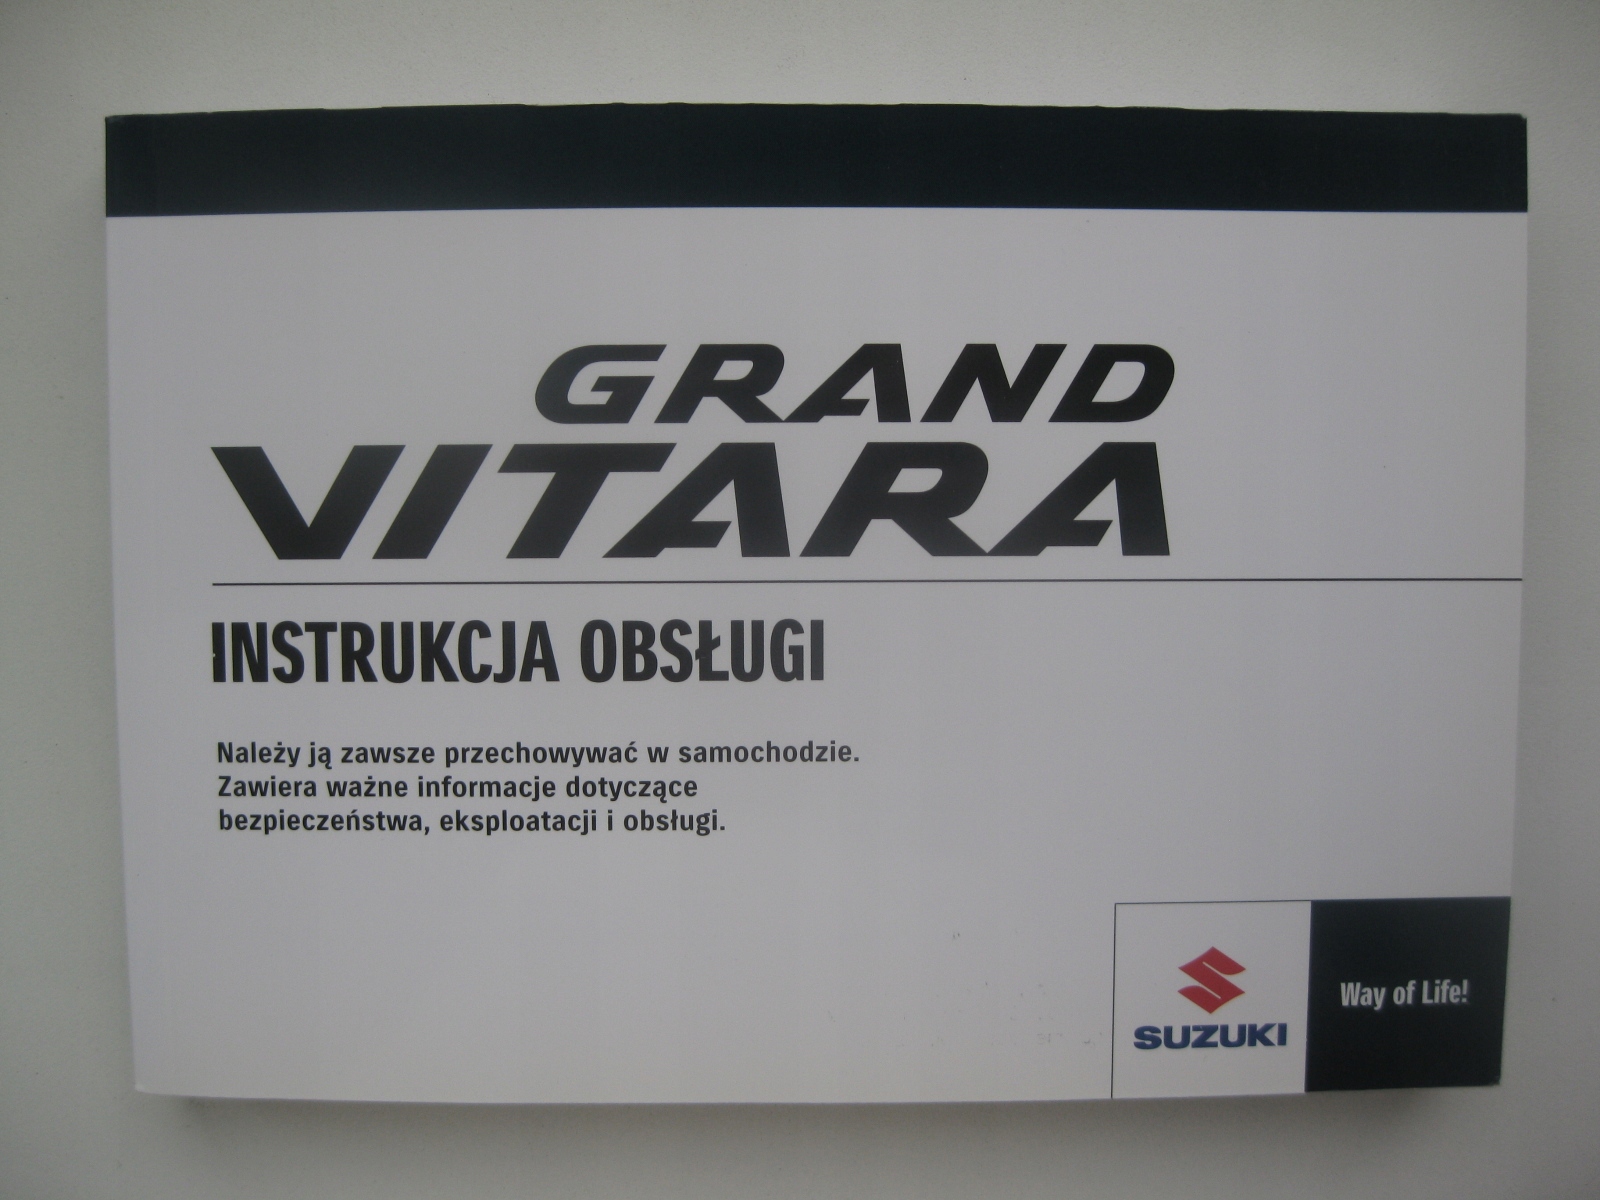 GRAND
VITARA
INSTRUKCJA OBSŁUGI
Należy ją zawsze przechowywać w samochodzie.
Zawiera ważne informacje dotyczące
bezpieczeństwa, eksploatacji i obsługi.
SUZUKI
Way of Life!